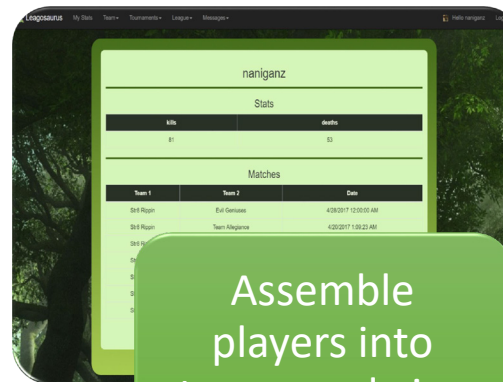 Leagosaurus My Stats Team Tournaments League Messages Hello naniganz
naniganz
Stats
kills deaths
81 53
Matches
Team 1 Team 2 Date
Str8 Rippin Evil Geniuses 4/28/2017 12:00:00 AM
Str8 Rippin Team Allegiance 4/20/2017 1:09:23 AM
Assemble
players into